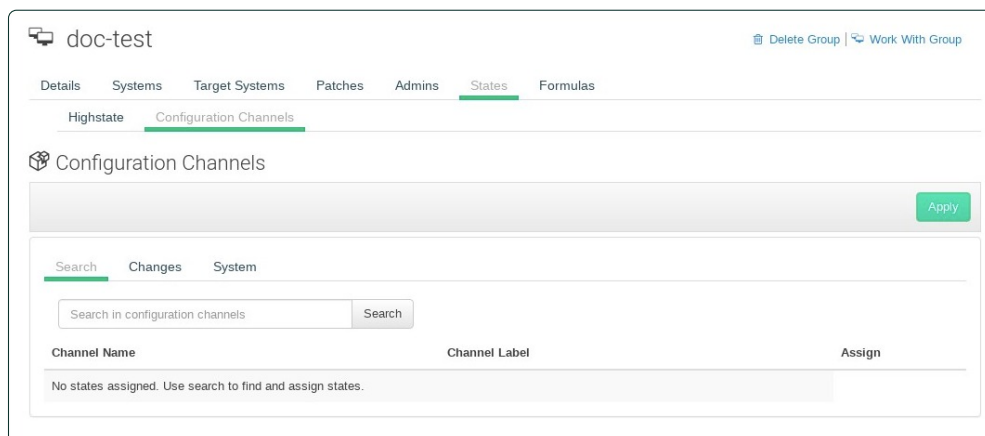 doc-test
Delete Group | Work With Group
Details Systems Target Systems Patches Admins States Formulas
Highstate Configuration Channels
Configuration Channels
Apply
Search Changes System
Search in configuration channels Search
Channel Name Channel Label Assign
No states assigned. Use search to find and assign states.